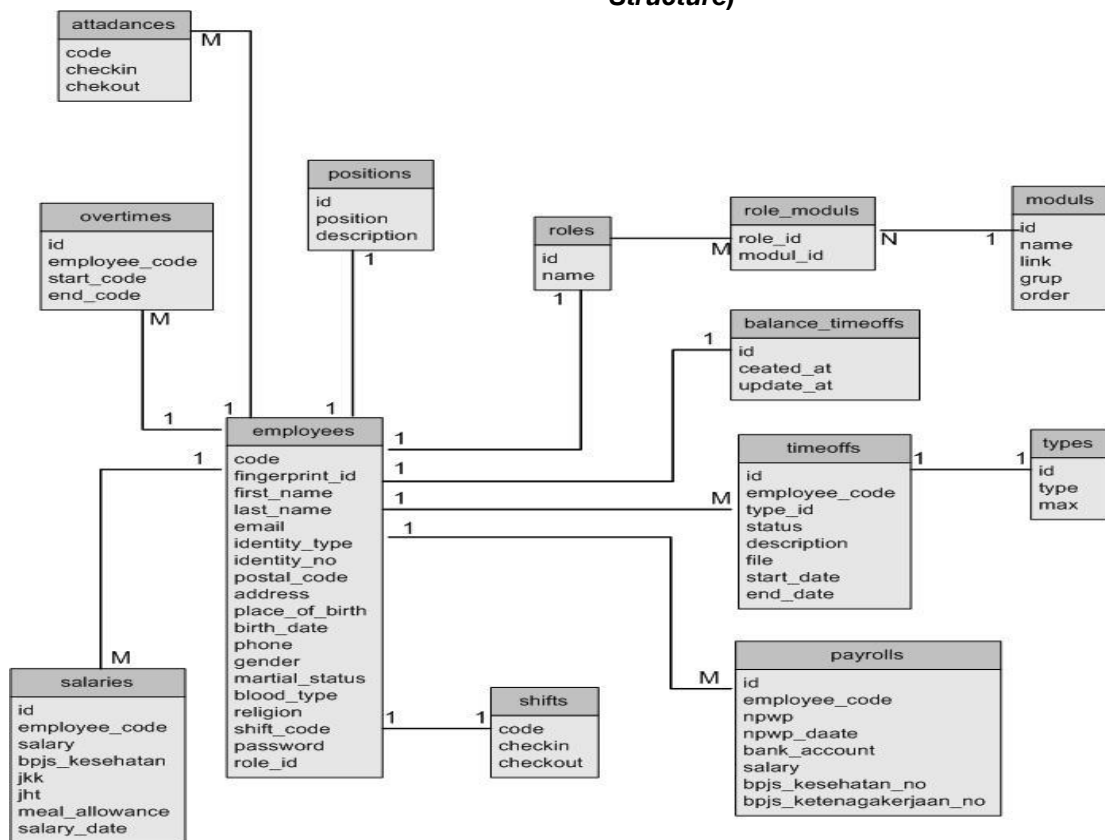 Structure)
attadances
code
checkin
chekout
M
positions
id
position
description
1
overtimes
id
employee_code
start_code
end_code
M
roles
id
name
1
role_moduls
role_id
modul_id
M
N
moduls
id
name
link
grup
order
1
balance_timeoffs
id
ceated_at
update_at
1
employees
code
fingerprint_id
first_name
last_name
email
identity_type
identity_no
postal_code
address
place_of_birth
birth_date
phone
gender
martial_status
blood_type
religion
shift_code
password
role_id
1
1
1
1
1
1
1
1
1
timeoffs
id
employee_code
type_id
status
description
file
start_date
end_date
M
1
types
id
type
max
1
salaries
id
employee_code
salary
bpjs_kesehatan
jkk
jht
meal_allowance
salary_date
M
shifts
code
checkin
checkout
1
payrolls
id
employee_code
npwp
npwp_daate
bank_account
salary
bpjs_kesehatan_no
bpjs_ketenagakerjaan_no
M